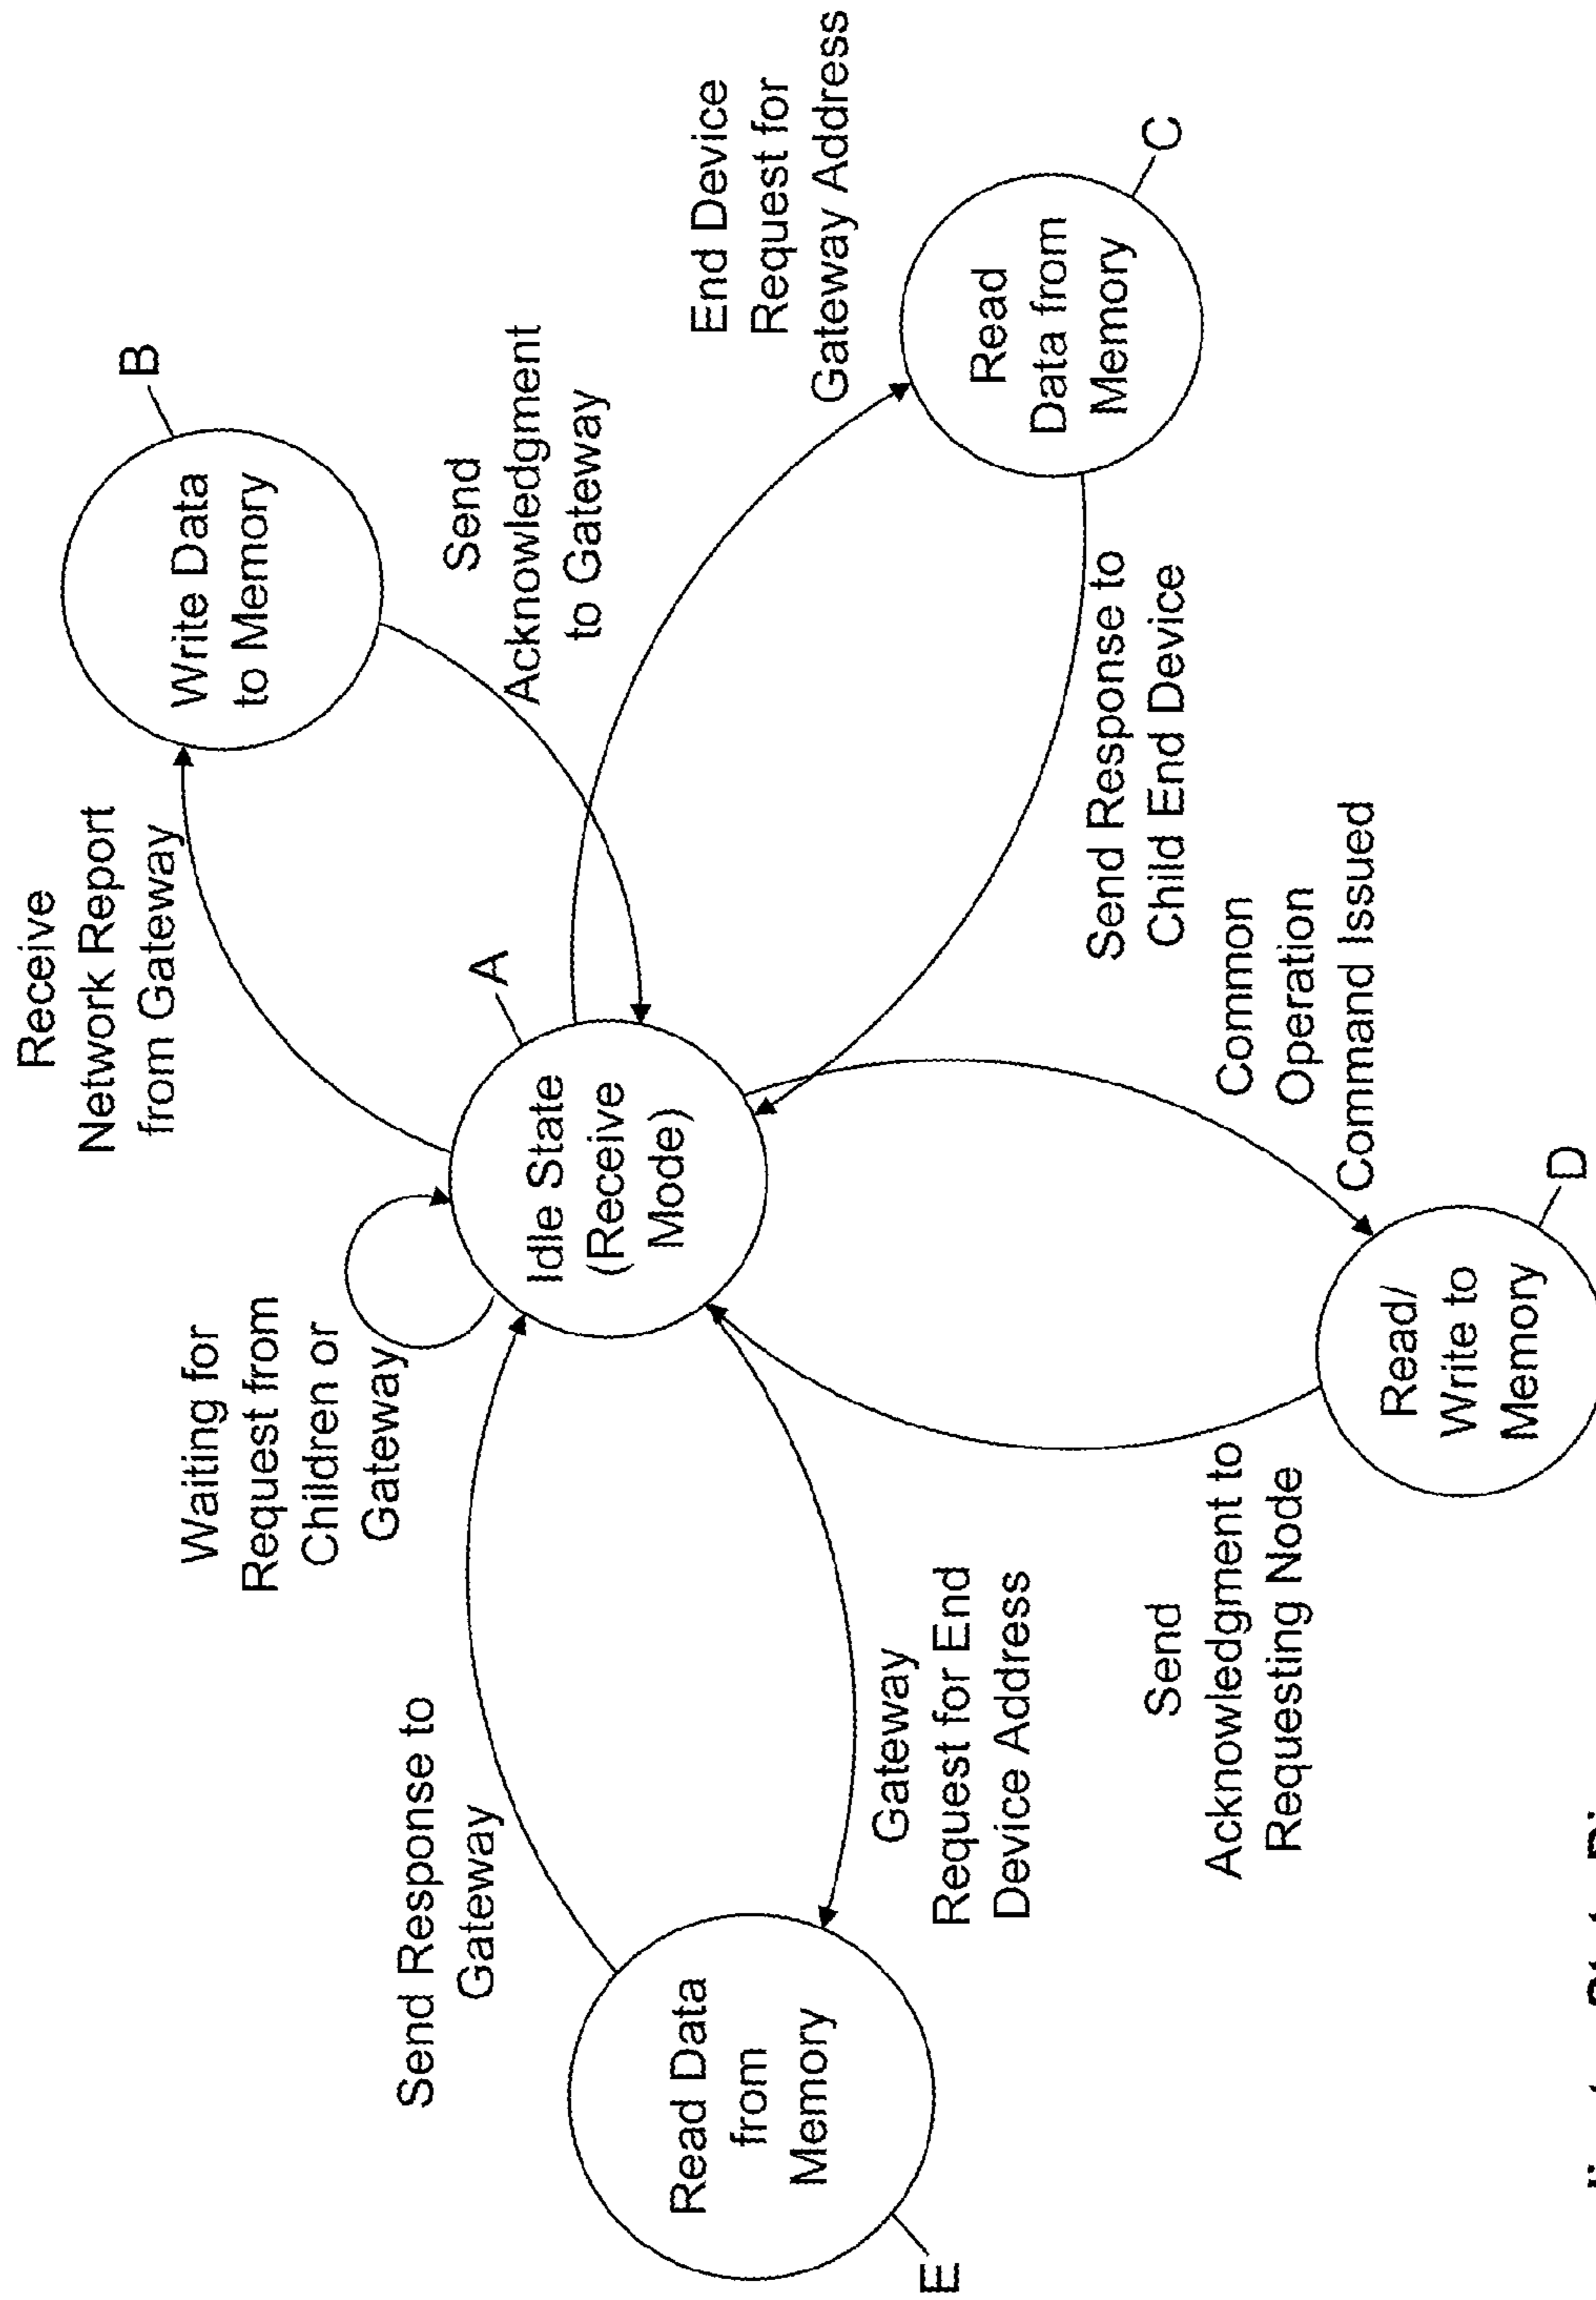 Receive
Network Report
from Gateway
B
Write Data
to Memory
Waiting for
Request from
Children or
Gateway
A
Send
Acknowledgment
to Gateway
Send Response to
Gateway
Idle State
(Receive
Mode)
End Device
Request for
Gateway Address
Read Data
from
Memory
E
Gateway
Request for End
Device Address
Read
Data from
Memory
C
Send Response to
Child End Device
Send
Acknowledgment to
Requesting Node
Common
Operation
Command Issued
Read/
Write to
Memory
D